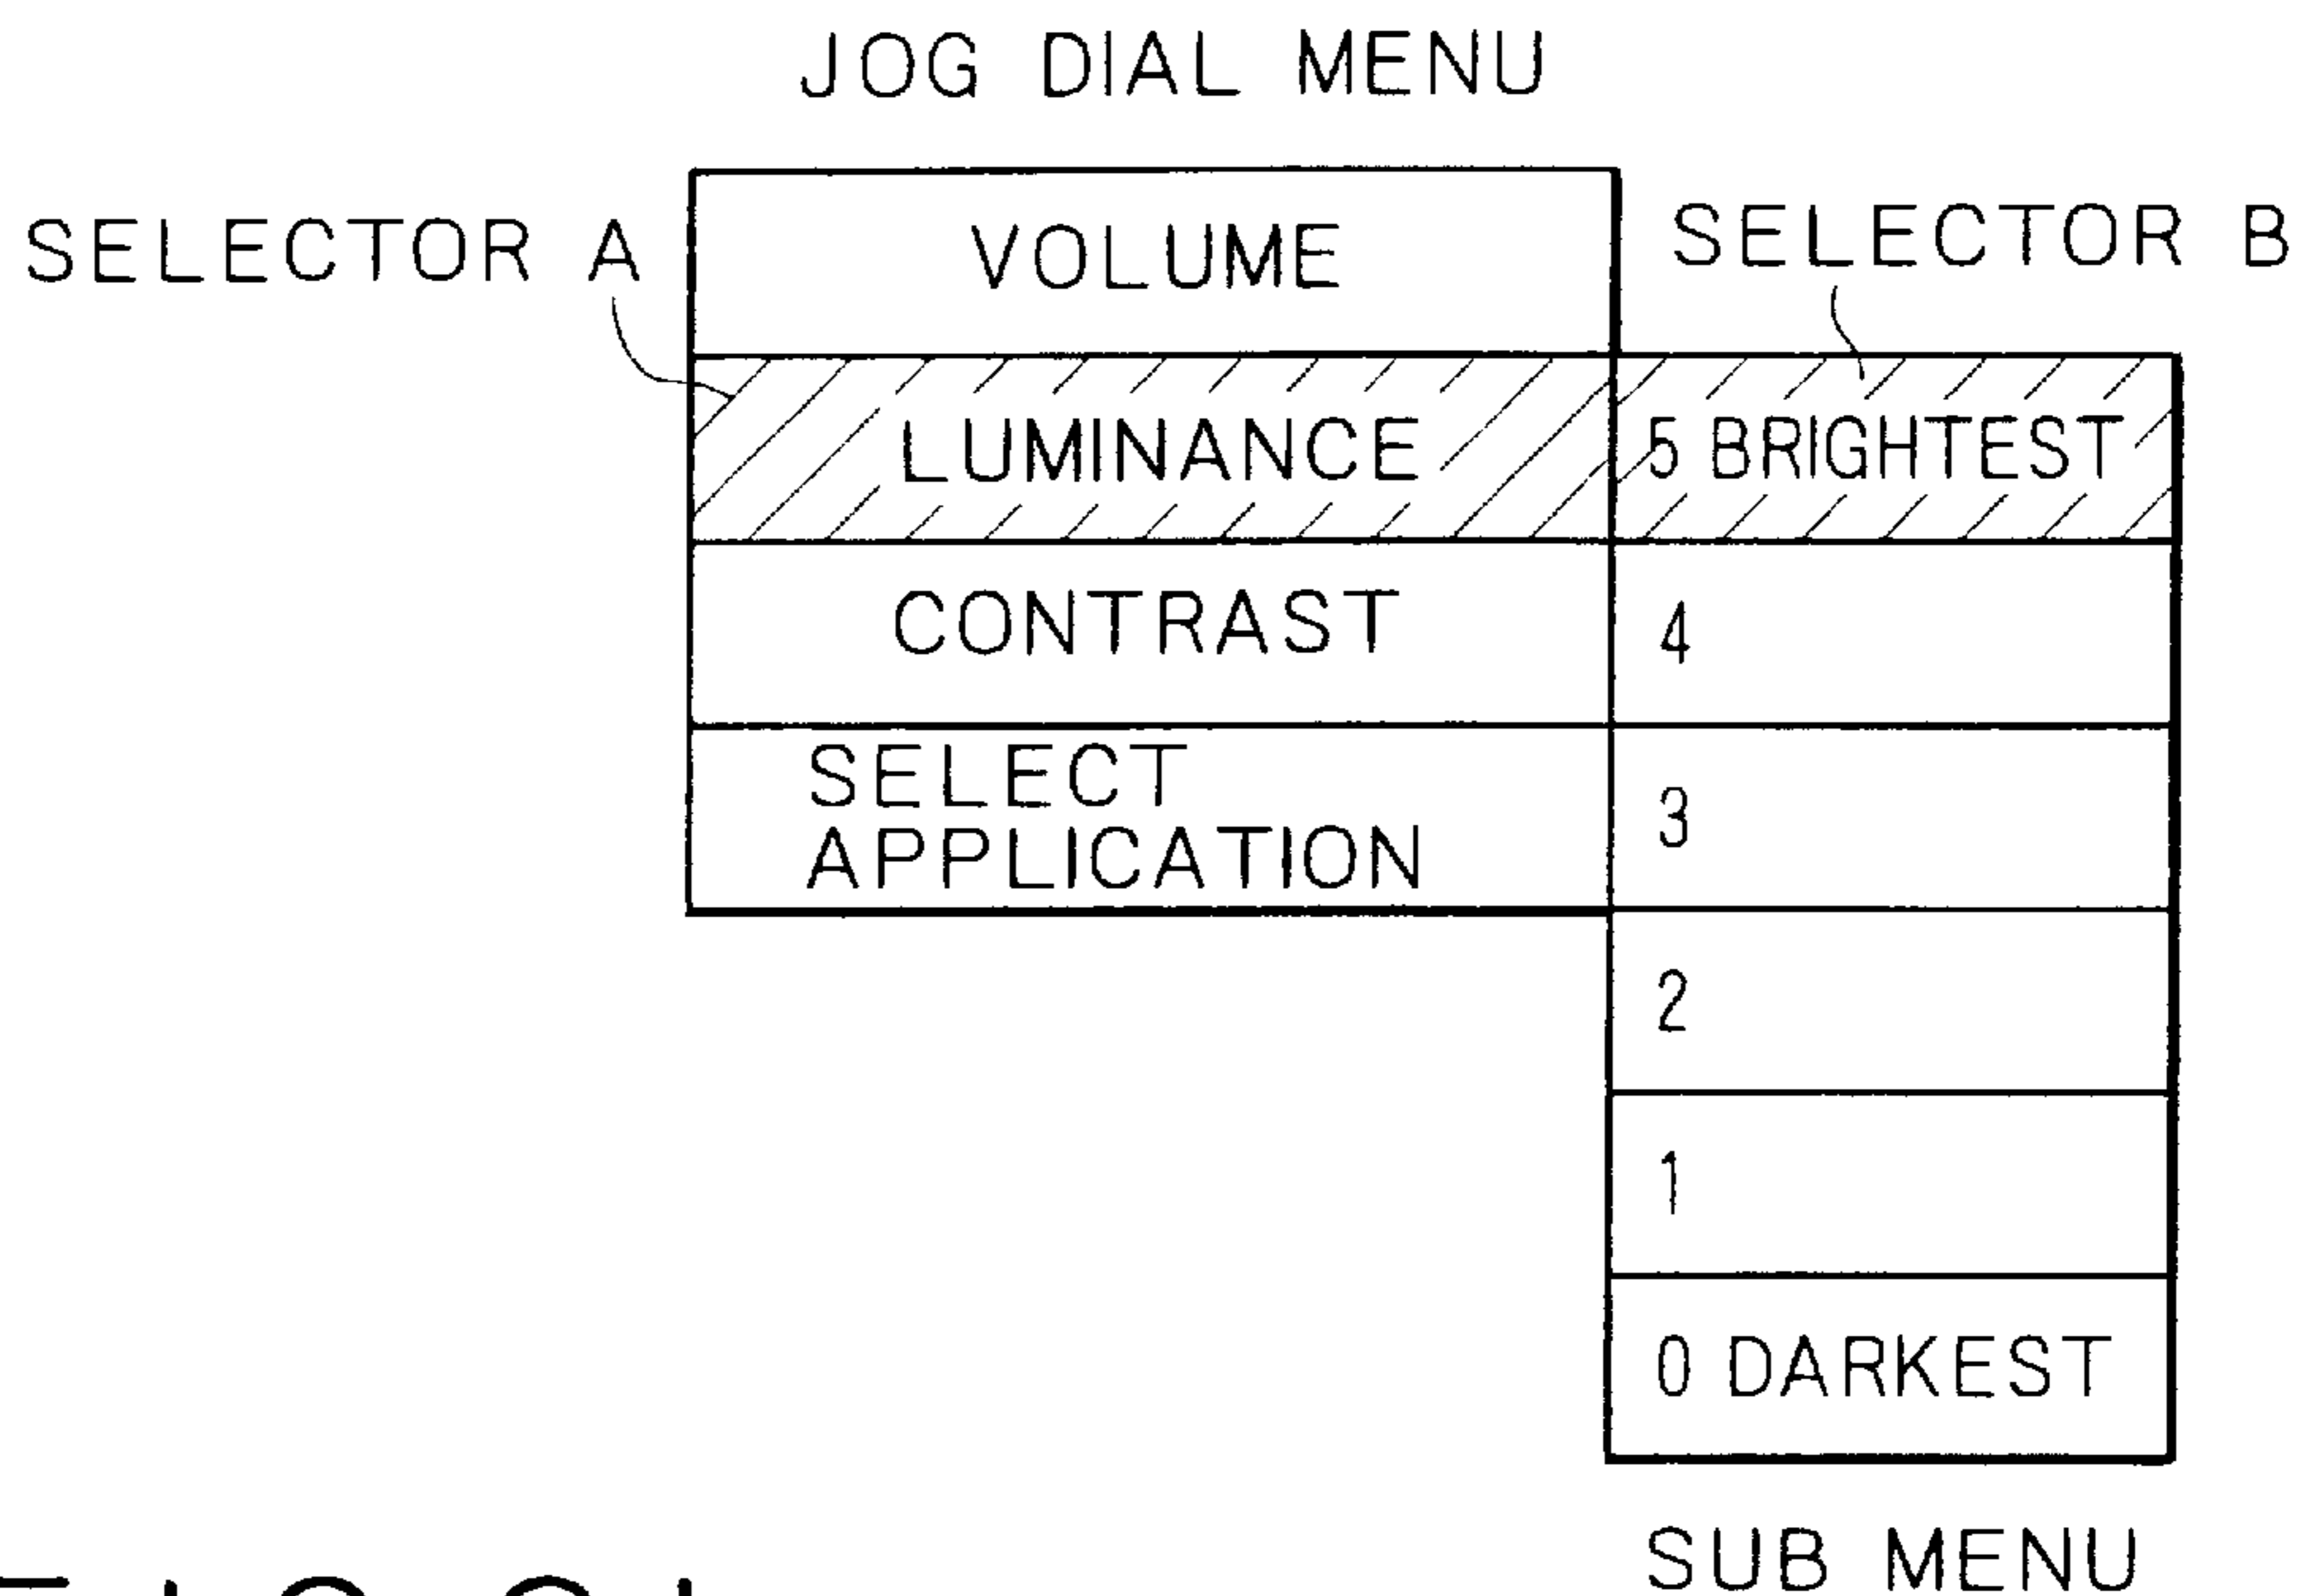 JOG DIAL MENU
SELECTOR A
VOLUME
SELECTOR B
LUMINANCE
5 BRIGHTEST
CONTRAST
4
SELECT
APPLICATION
3
2
1
0 DARKEST
SUB MENU